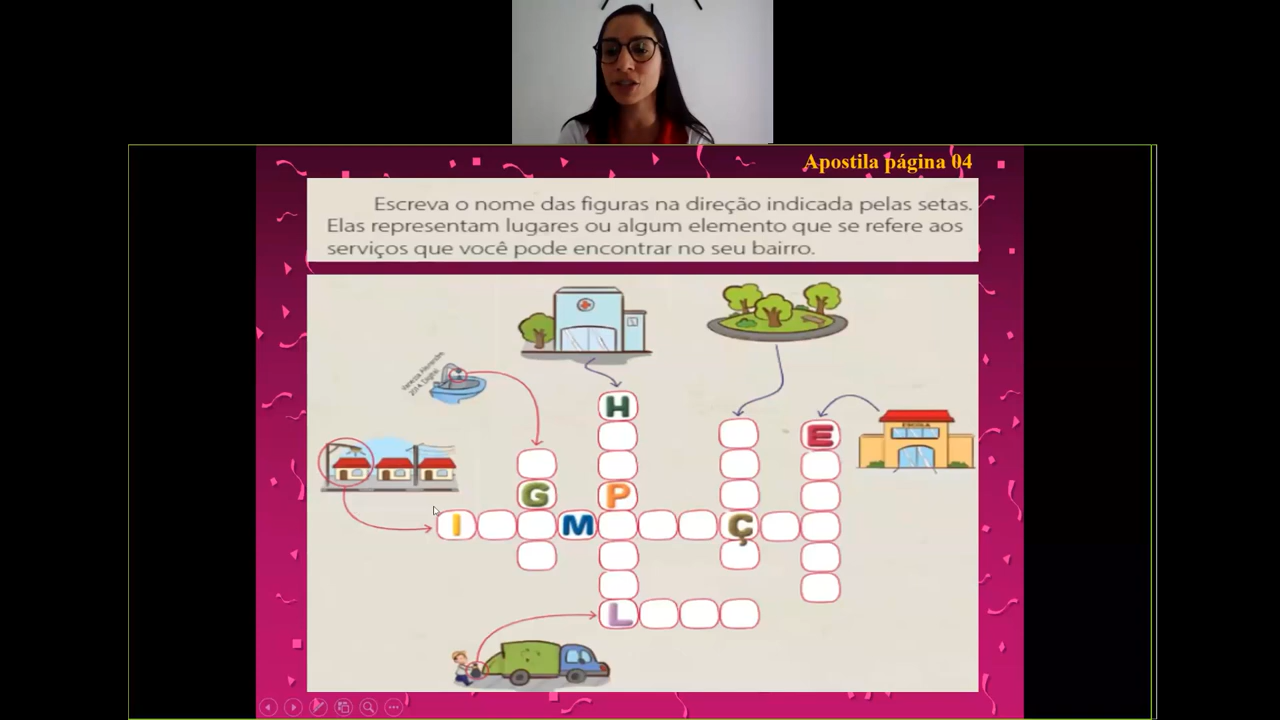 Apostila página 04
Escreva o nome das figuras na direção indicada pelas setas.
Elas representam lugares ou algum elemento que se refere aos
serviços que você pode encontrar no seu bairro.
H
E
ESCOLA
G
P
I
M
Ç
L